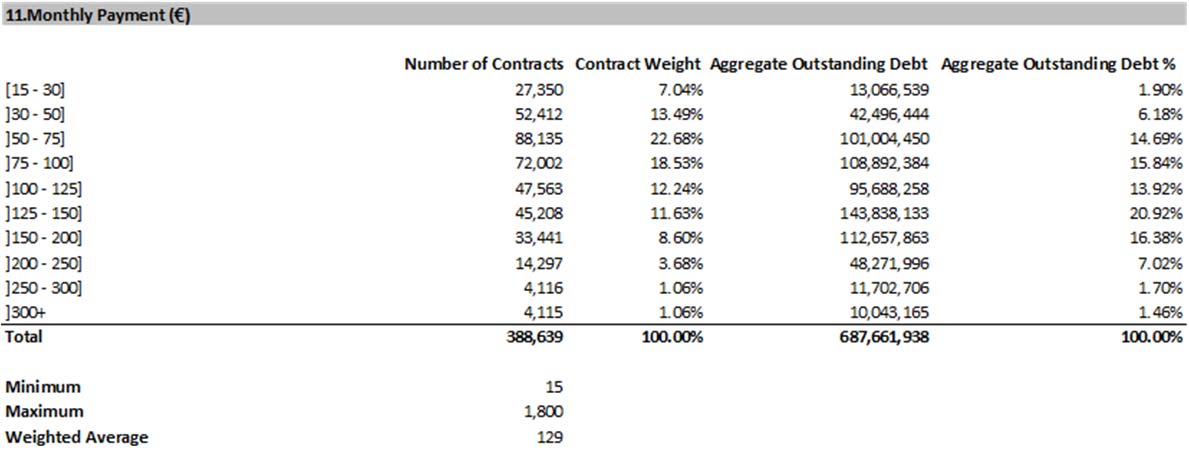 11.Monthly Payment (€)
Number of Contracts Contract Weight Aggregate Outstanding Debt Aggregate Outstanding Debt %
[15 - 30] 27,350 7.04% 13,066,539 1.90%
]30 - 50] 52,412 13.49% 42,496,444 6.18%
]50 - 75] 88,135 22.68% 101,004,450 14.69%
]75 - 100] 72,002 18.53% 108,892,384 15.84%
]100 - 125] 47,563 12.24% 95,688,258 13.92%
]125 - 150] 45,208 11.63% 143,838,133 20.92%
]150 - 200] 33,441 8.60% 112,657,863 16.38%
]200 - 250] 14,297 3.68% 48,271,996 7.02%
]250 - 300] 4,116 1.06% 11,702,706 1.70%
]300+ 4,115 1.06% 10,043,165 1.46%
Total 388,639 100.00% 687,661,938 100.00%
Minimum 15
Maximum 1,800
Weighted Average 129